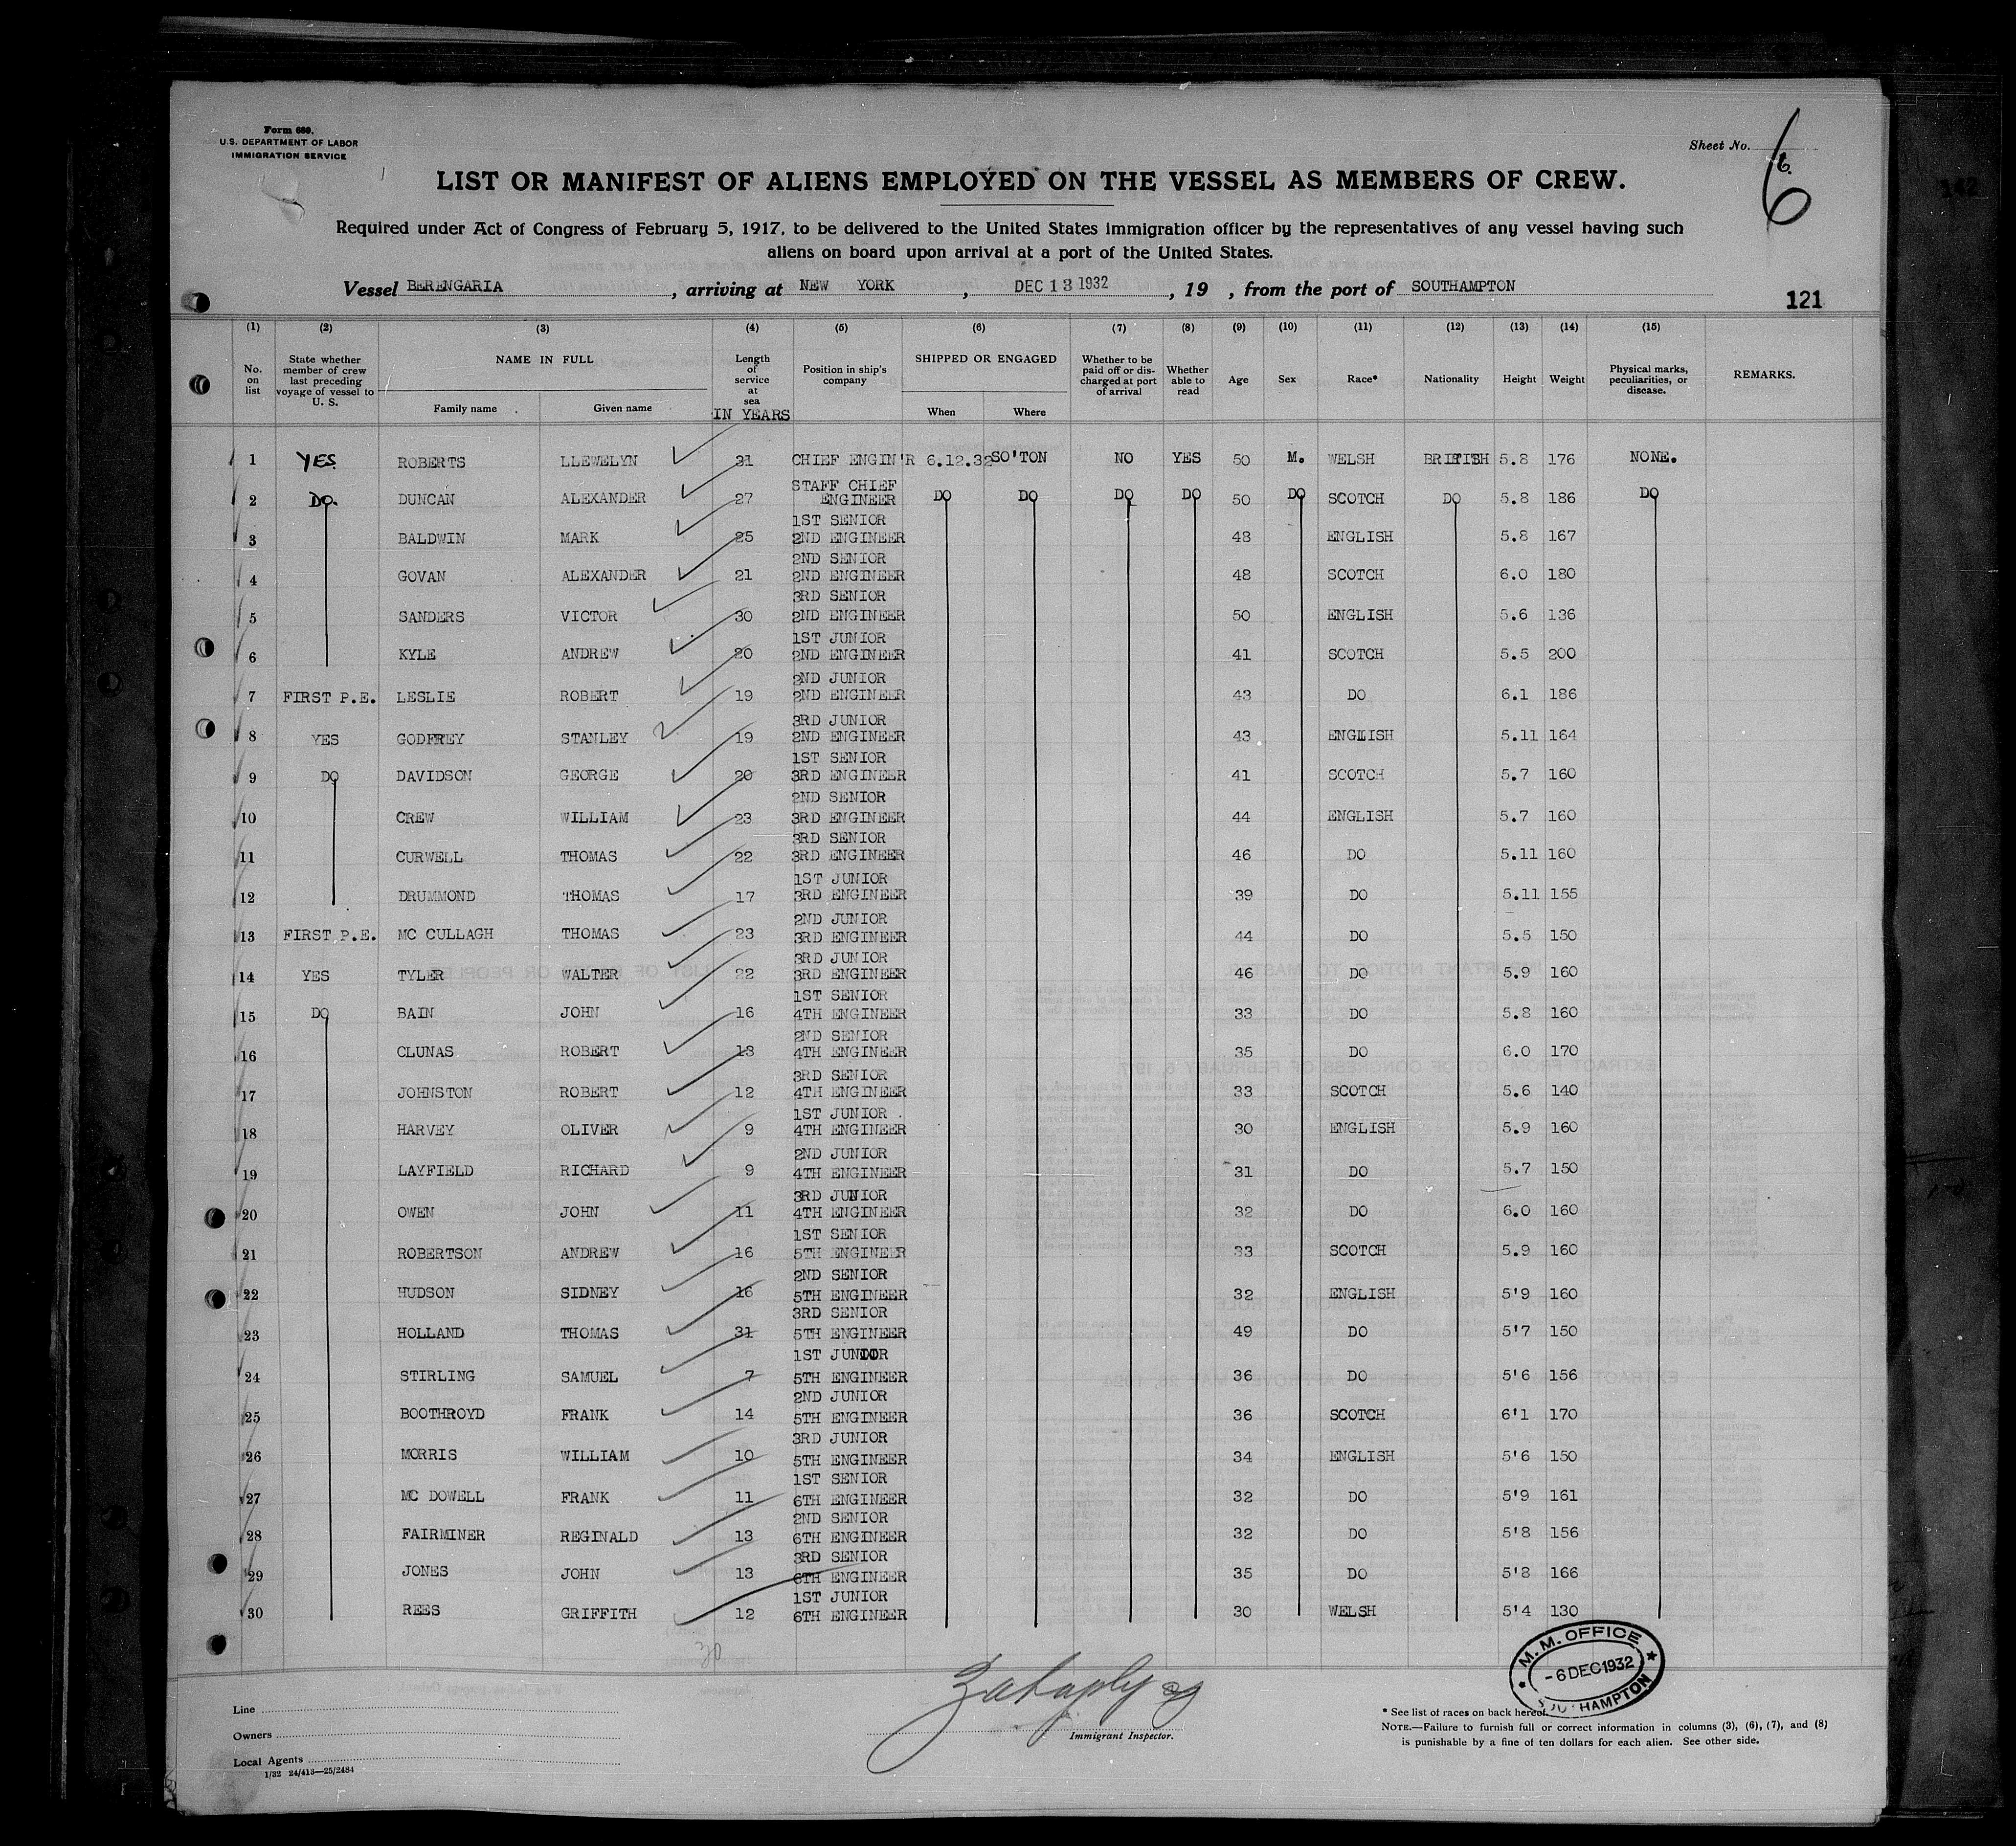 Form 689.
U.S. DEPARTMENT OF LABOR
IMMIGRATION SERVICE
Sheet No. 6.
6
LIST OR MANIFEST OF ALIENS EMPLOYED ON THE VESSEL AS MEMBERS OF CREW.
Required under Act of Congress of February 5, 1917, to be delivered to the United States immigration officer by the representatives of any vessel having such
aliens on board upon arrival at a port of the United States.
Vessel BERENGARIA, arriving at NEW YORK, DEC 13 1932, 19 , from the port of SOUTHAMPTON
121
(1) (2) (3) (4) (5) (6) (7) (8) (9) (10) (11) (12) (13) (14) (15)
No. on list
State whether member of crew last preceding voyage of vessel to U. S.
NAME IN FULL
Family name
Given name
Length of service at sea
IN YEARS
Position in ship's company
SHIPPED OR ENGAGED
When
Where
Whether to be paid off or discharged at port of arrival
Whether able to read
Age
Sex
Race*
Nationality
Height
Weight
Physical marks, peculiarities, or disease.
REMARKS.
1 YES. ROBERTS LLEWELYN 31 CHIEF ENGIN'R 6.12.32 SO'TON NO YES 50 M. WELSH BRITISH 5.8 176 NONE.
2 DO. DUNCAN ALEXANDER 27 STAFF CHIEF ENGINEER DO DO DO DO 50 DO SCOTCH DO 5.8 186 DO
3 BALDWIN MARK 25 1ST SENIOR 2ND ENGINEER 48 ENGLISH 5.8 167
4 GOVAN ALEXANDER 21 2ND SENIOR 2ND ENGINEER 48 SCOTCH 6.0 180
5 SANDERS VICTOR 30 3RD SENIOR 2ND ENGINEER 50 ENGLISH 5.6 136
6 KYLE ANDREW 20 1ST JUNIOR 2ND ENGINEER 41 SCOTCH 5.5 200
7 FIRST P.E. LESLIE ROBERT 19 2ND JUNIOR 2ND ENGINEER 43 DO 6.1 186
8 YES GODFREY STANLEY 19 3RD JUNIOR 2ND ENGINEER 43 ENGLISH 5.11 164
9 DO DAVIDSON GEORGE 20 1ST SENIOR 3RD ENGINEER 41 SCOTCH 5.7 160
10 CREW WILLIAM 23 2ND SENIOR 3RD ENGINEER 44 ENGLISH 5.7 160
11 CURWELL THOMAS 22 3RD SENIOR 3RD ENGINEER 46 DO 5.11 160
12 DRUMMOND THOMAS 17 1ST JUNIOR 3RD ENGINEER 39 DO 5.11 155
13 FIRST P.E. MC CULLAGH THOMAS 23 2ND JUNIOR 3RD ENGINEER 44 DO 5.5 150
14 YES TYLER WALTER 22 3RD JUNIOR 3RD ENGINEER 46 DO 5.9 160
15 DO BAIN JOHN 16 1ST SENIOR 4TH ENGINEER 33 DO 5.8 160
16 CLUNAS ROBERT 13 2ND SENIOR 4TH ENGINEER 35 DO 6.0 170
17 JOHNSTON ROBERT 12 3RD SENIOR 4TH ENGINEER 33 SCOTCH 5.6 140
18 HARVEY OLIVER 9 1ST JUNIOR 4TH ENGINEER 30 ENGLISH 5.9 160
19 LAYFIELD RICHARD 9 2ND JUNIOR 4TH ENGINEER 31 DO 5.7 150
20 OWEN JOHN 11 3RD JUNIOR 4TH ENGINEER 32 DO 6.0 160
21 ROBERTSON ANDREW 16 1ST SENIOR 5TH ENGINEER 33 SCOTCH 5.9 160
22 HUDSON SIDNEY 16 2ND SENIOR 5TH ENGINEER 32 ENGLISH 5'9 160
23 HOLLAND THOMAS 31 3RD SENIOR 5TH ENGINEER 49 DO 5'7 150
24 STIRLING SAMUEL 7 1ST JUNIOR 5TH ENGINEER 36 DO 5'6 156
25 BOOTHROYD FRANK 14 2ND JUNIOR 5TH ENGINEER 36 SCOTCH 6'1 170
26 MORRIS WILLIAM 10 3RD JUNIOR 5TH ENGINEER 34 ENGLISH 5'6 150
27 MC DOWELL FRANK 11 1ST SENIOR 6TH ENGINEER 32 DO 5'9 161
28 FAIRMINER REGINALD 13 2ND SENIOR 6TH ENGINEER 32 DO 5'8 156
29 JONES JOHN 13 3RD SENIOR 6TH ENGINEER 35 DO 5'8 166
30 REES GRIFFITH 12 1ST JUNIOR 6TH ENGINEER 30 WELSH 5'4 130
30
M. M. OFFICE
-6 DEC 1932
SOUTHAMPTON
Line
Owners
Local Agents
1/32 24/413—25/2484
Immigrant Inspector.
* See list of races on back hereof.
NOTE.—Failure to furnish full or correct information in columns (3), (6), (7), and (8)
is punishable by a fine of ten dollars for each alien. See other side.